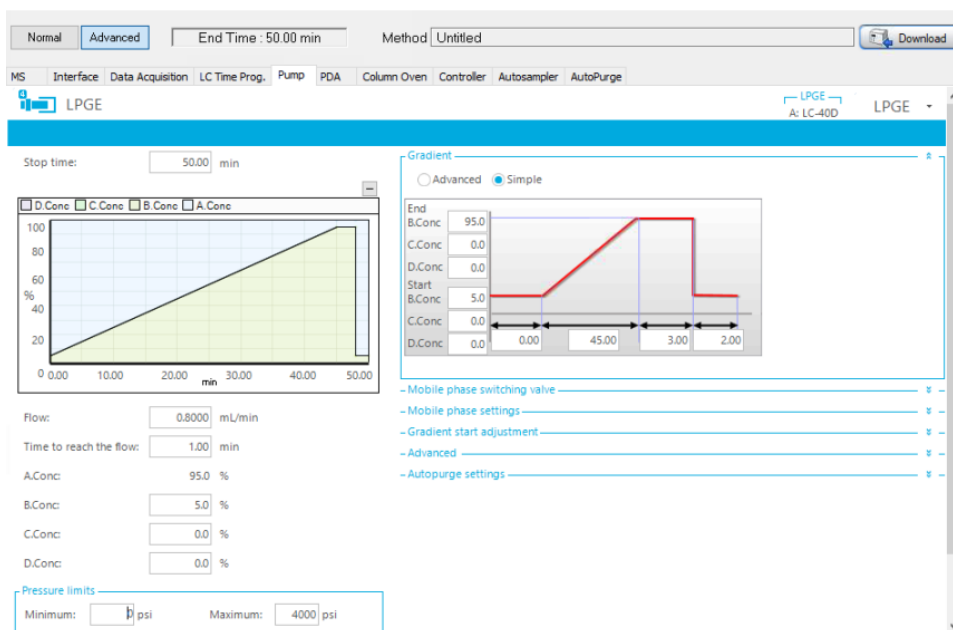 Normal Advanced End Time : 50.00 min Method Untitled Download
MS Interface Data Acquisition LC Time Prog. Pump PDA Column Oven Controller Autosampler AutoPurge
4 LPGE
LPGE
A: LC-40D
LPGE
Stop time: 50.00 min
D.Conc C.Conc B.Conc A.Conc
100
80
60
%
40
20
0 0.00 10.00 20.00 min 30.00 40.00 50.00
Flow: 0.8000 mL/min
Time to reach the flow: 1.00 min
A.Conc: 95.0 %
B.Conc: 5.0 %
C.Conc: 0.0 %
D.Conc: 0.0 %
Pressure limits
Minimum: 0 psi Maximum: 4000 psi
Gradient
Advanced Simple
End
B.Conc 95.0
C.Conc 0.0
D.Conc 0.0
Start
B.Conc 5.0
C.Conc 0.0
D.Conc 0.0
0.00 45.00 3.00 2.00
Mobile phase switching valve
Mobile phase settings
Gradient start adjustment
Advanced
Autopurge settings